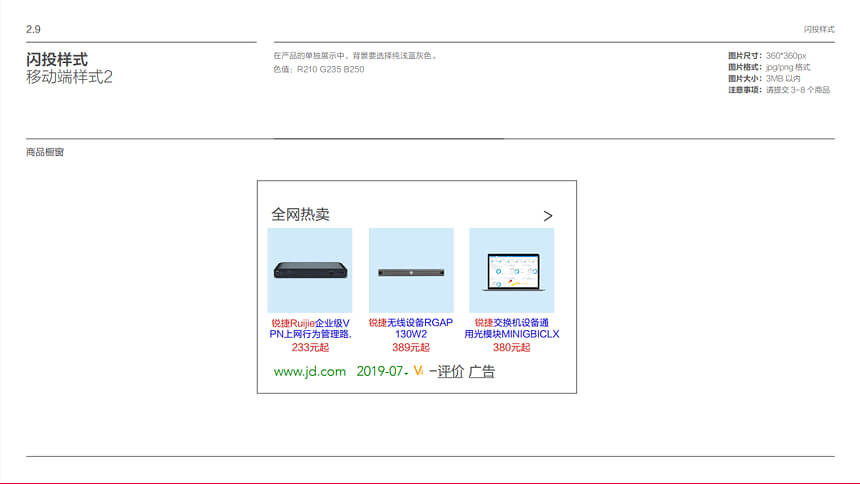 2.9
闪投样式
闪投样式
移动端样式2
在产品的单独展示中，背景要选择纯浅蓝灰色。
色值：R210 G235 B250
图片尺寸：360*360px
图片格式：jpg/png 格式
图片大小：3MB 以内
注意事项：请提交 3-8 个商品
商品橱窗
全网热卖
>
锐捷Ruijie企业级V
PN上网行为管理路.
233元起
锐捷无线设备RGAP
130W2
389元起
锐捷交换机设备通
用光模块MINIGBICLX
380元起
www.jd.com 2019-07 V1 -评价 广告